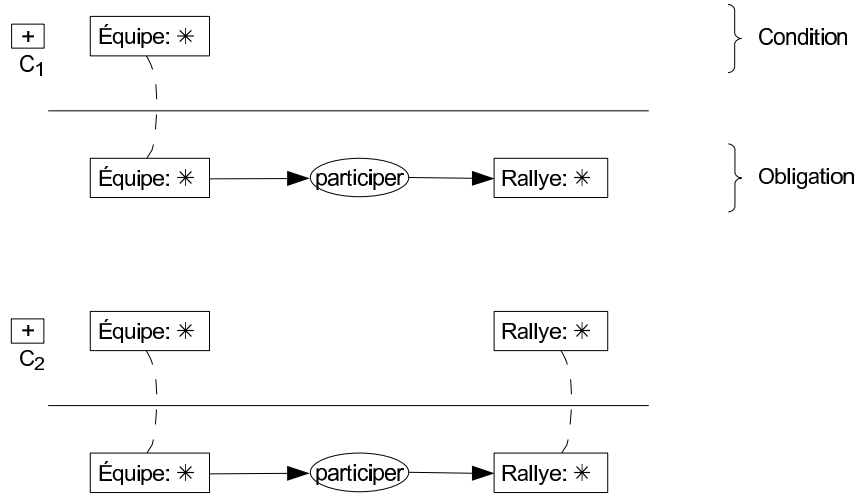 + Équipe: ✳ Condition
C1
Équipe: ✳ participer Rallye: ✳ Obligation
+ Équipe: ✳ Rallye: ✳
C2
Équipe: ✳ participer Rallye: ✳